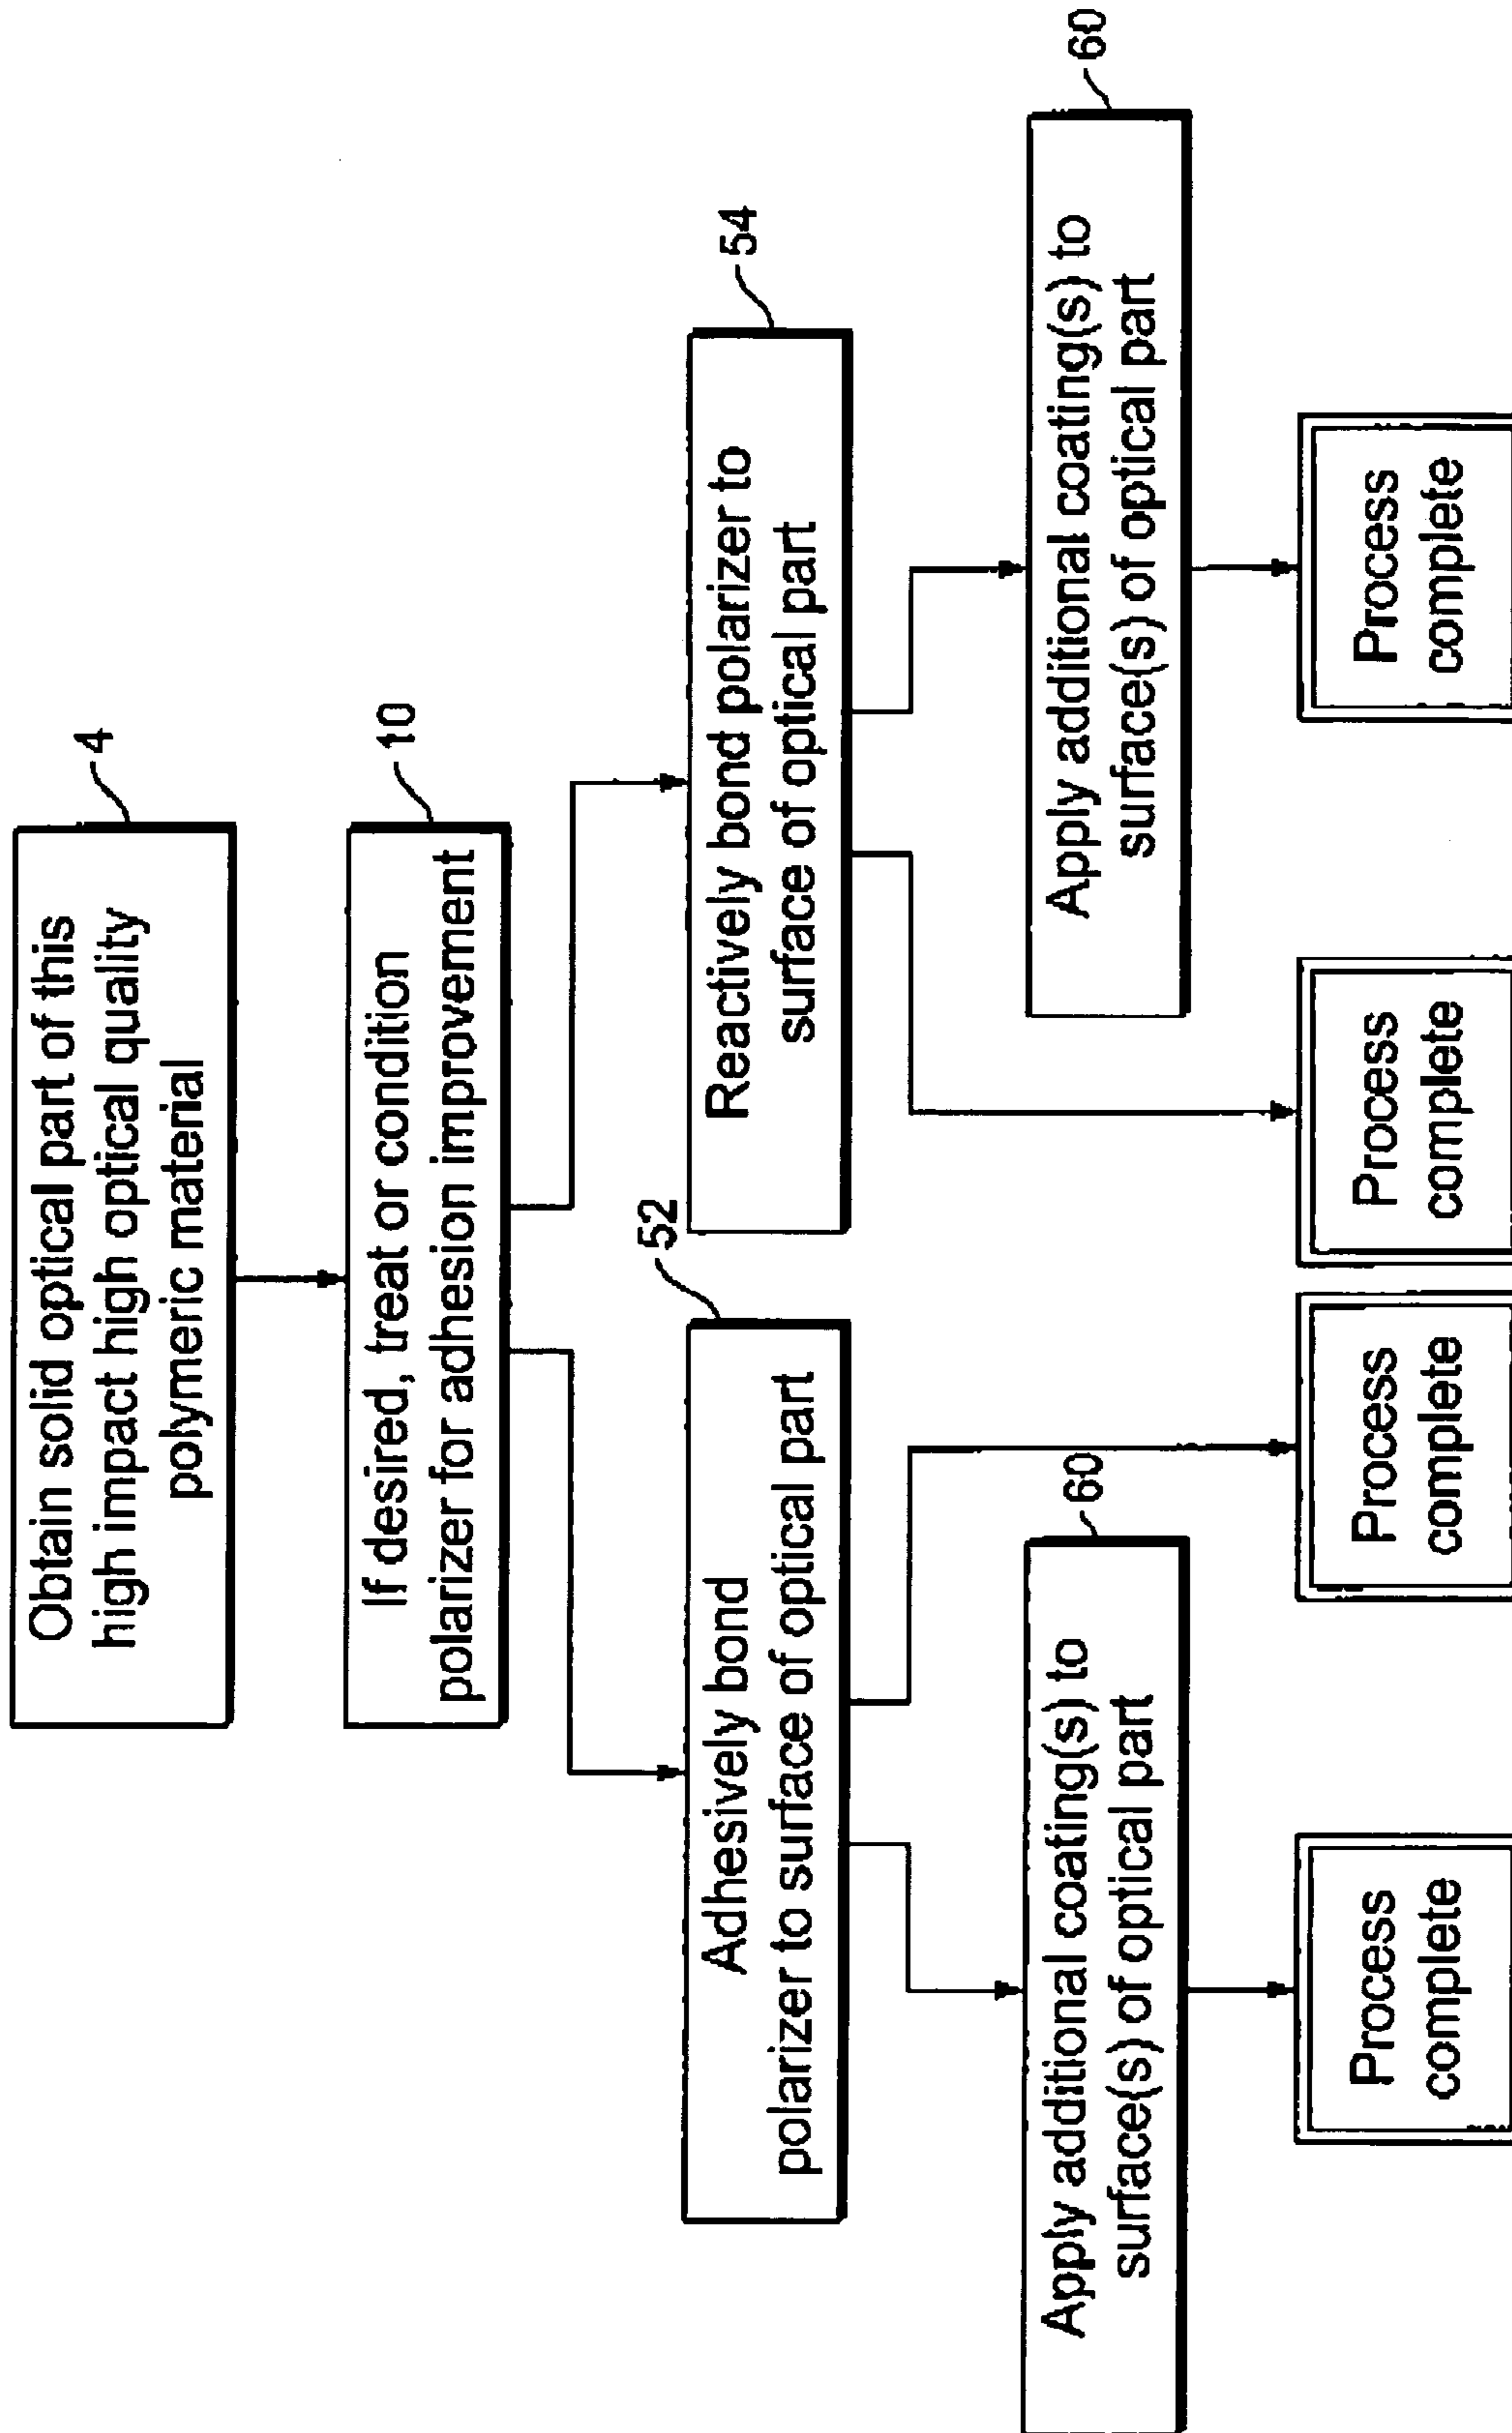 Obtain solid optical part of this
high impact high optical quality
polymeric material
4
If desired, treat or condition
polarizer for adhesion improvement
10
Adhesively bond
polarizer to surface of optical part
52
Reactively bond polarizer to
surface of optical part
54
Apply additional coating(s) to
surface(s) of optical part
60
Apply additional coating(s) to
surface(s) of optical part
60
Process
complete
Process
complete
Process
complete
Process
complete